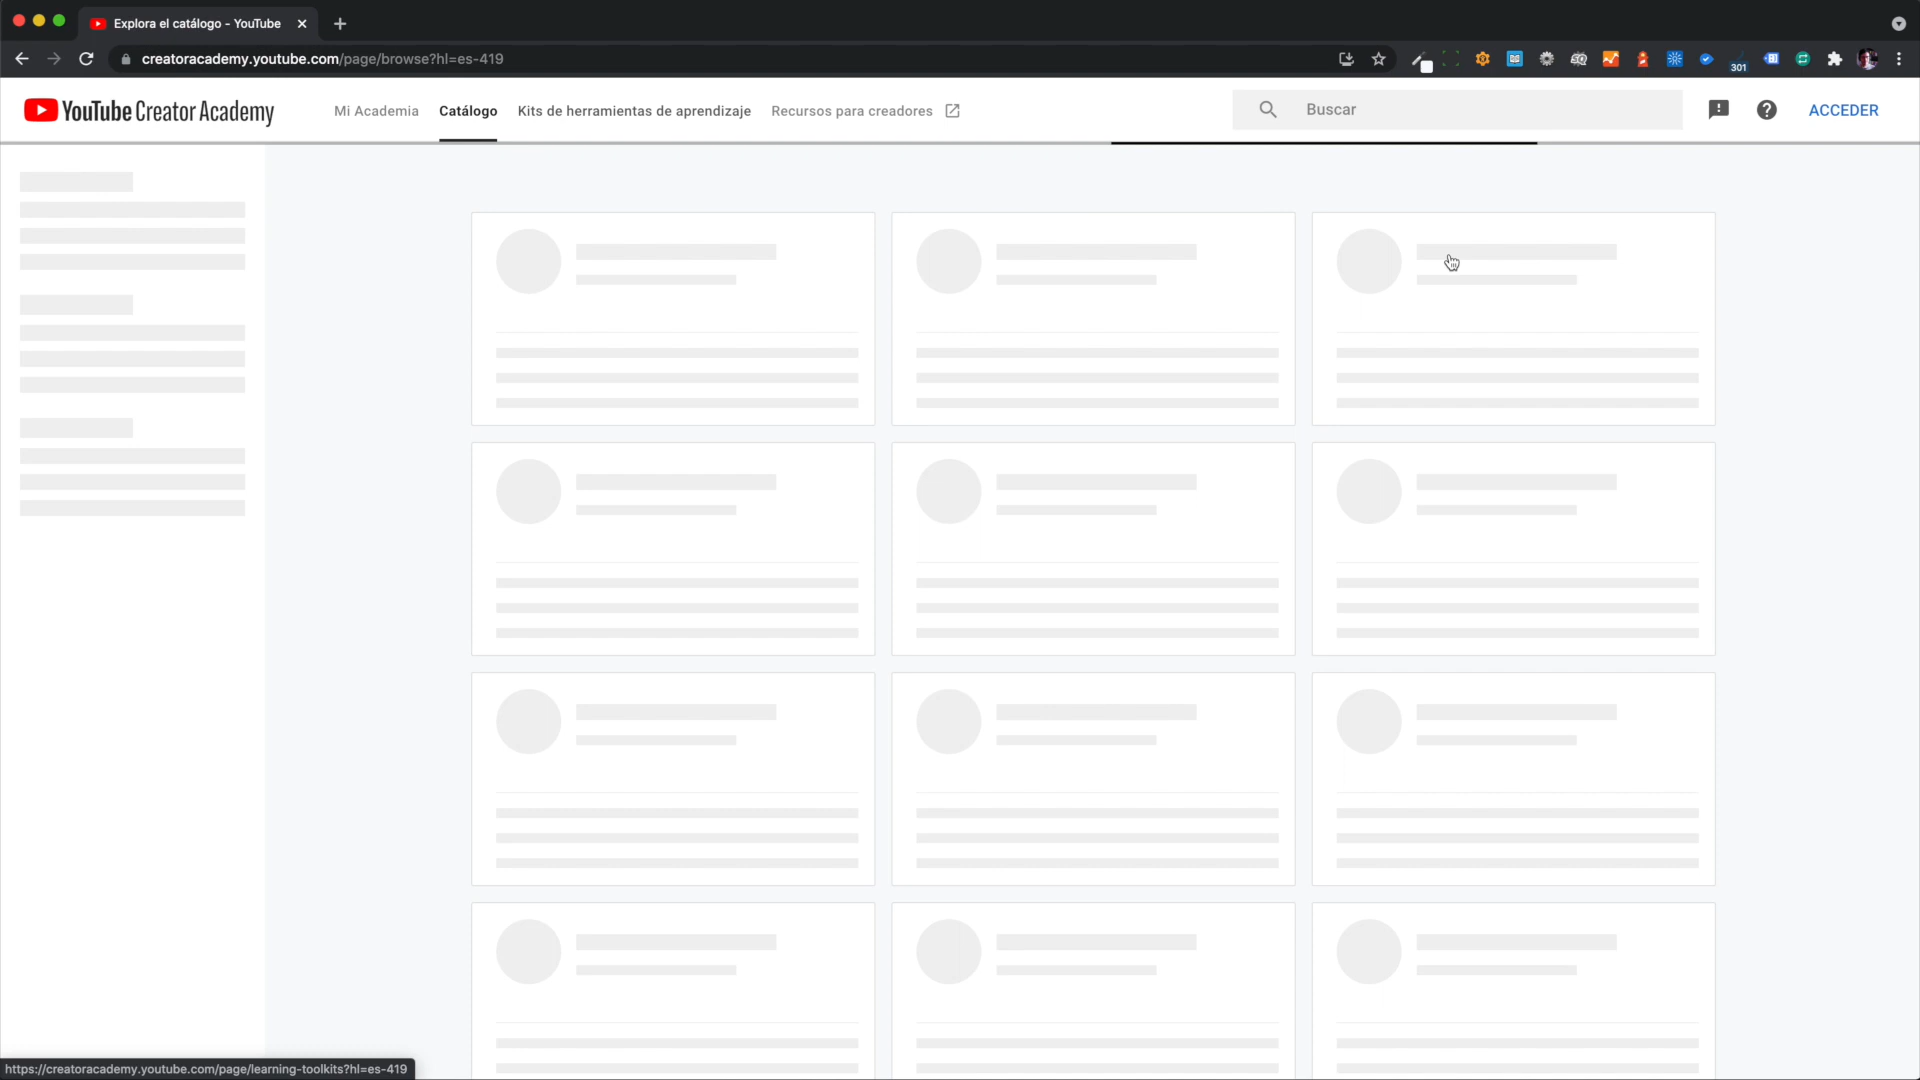 Explora el catálogo - YouTube
creatoracademy.youtube.com/page/browse?hl=es-419
301
YouTube Creator Academy
Mi Academia
Catálogo
Kits de herramientas de aprendizaje
Recursos para creadores
Buscar
ACCEDER
https://creatoracademy.youtube.com/page/learning-toolkits?hl=es-419